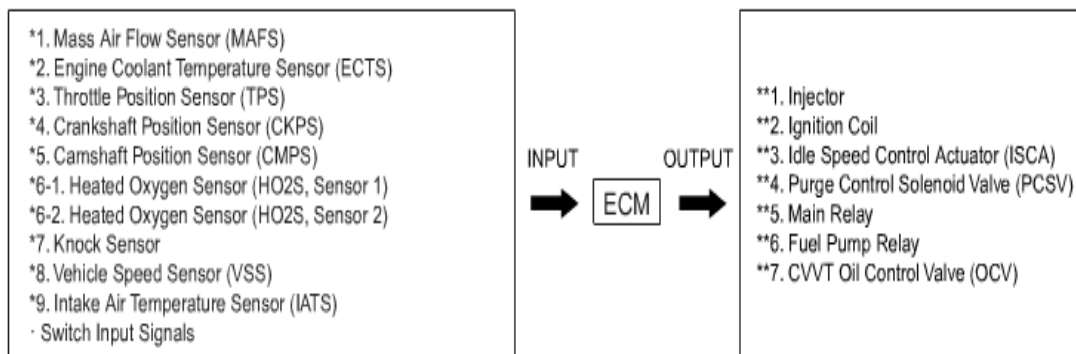 *1. Mass Air Flow Sensor (MAFS)
*2. Engine Coolant Temperature Sensor (ECTS)
*3. Throttle Position Sensor (TPS)
*4. Crankshaft Position Sensor (CKPS)
*5. Camshaft Position Sensor (CMPS)
*6-1. Heated Oxygen Sensor (HO2S, Sensor 1)
*6-2. Heated Oxygen Sensor (HO2S, Sensor 2)
*7. Knock Sensor
*8. Vehicle Speed Sensor (VSS)
*9. Intake Air Temperature Sensor (IATS)
· Switch Input Signals
INPUT
ECM
OUTPUT
**1. Injector
**2. Ignition Coil
**3. Idle Speed Control Actuator (ISCA)
**4. Purge Control Solenoid Valve (PCSV)
**5. Main Relay
**6. Fuel Pump Relay
**7. CVVT Oil Control Valve (OCV)